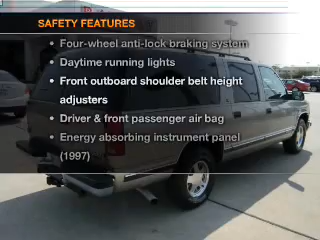 SAFETY FEATURES
• Four-wheel anti-lock braking system
• Daytime running lights
• Front outboard shoulder belt height
adjusters
• Driver & front passenger air bag
• Energy absorbing instrument panel
(1997)